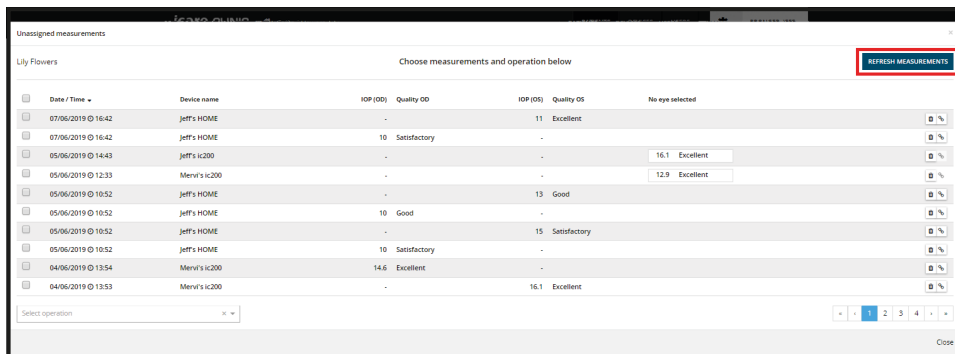 Unassigned measurements ×
Lily Flowers Choose measurements and operation below REFRESH MEASUREMENTS
Date / Time Device name IOP (OD) Quality OD IOP (OS) Quality OS No eye selected
07/06/2019 16:42 Jeff's HOME - 11 Excellent
07/06/2019 16:42 Jeff's HOME 10 Satisfactory -
05/06/2019 14:43 Jeff's ic200 - - 16.1 Excellent
05/06/2019 12:33 Mervi's ic200 - - 12.9 Excellent
05/06/2019 10:52 Jeff's HOME - 13 Good
05/06/2019 10:52 Jeff's HOME 10 Good -
05/06/2019 10:52 Jeff's HOME - 15 Satisfactory
05/06/2019 10:52 Jeff's HOME 10 Satisfactory -
04/06/2019 13:54 Mervi's ic200 14.6 Excellent -
04/06/2019 13:53 Mervi's ic200 - 16.1 Excellent
Select operation × « ‹ 1 2 3 4 › »
Close